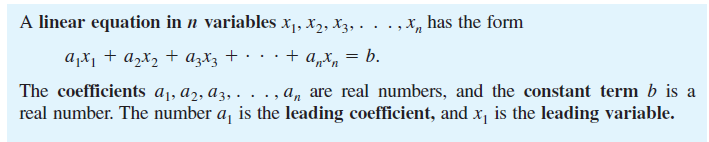 A linear equation in n variables x₁, x₂, x₃, . . . , xₙ has the form
a₁x₁ + a₂x₂ + a₃x₃ + · · · + aₙxₙ = b.
The coefficients a₁, a₂, a₃, . . . , aₙ are real numbers, and the constant term b is a
real number. The number a₁ is the leading coefficient, and x₁ is the leading variable.